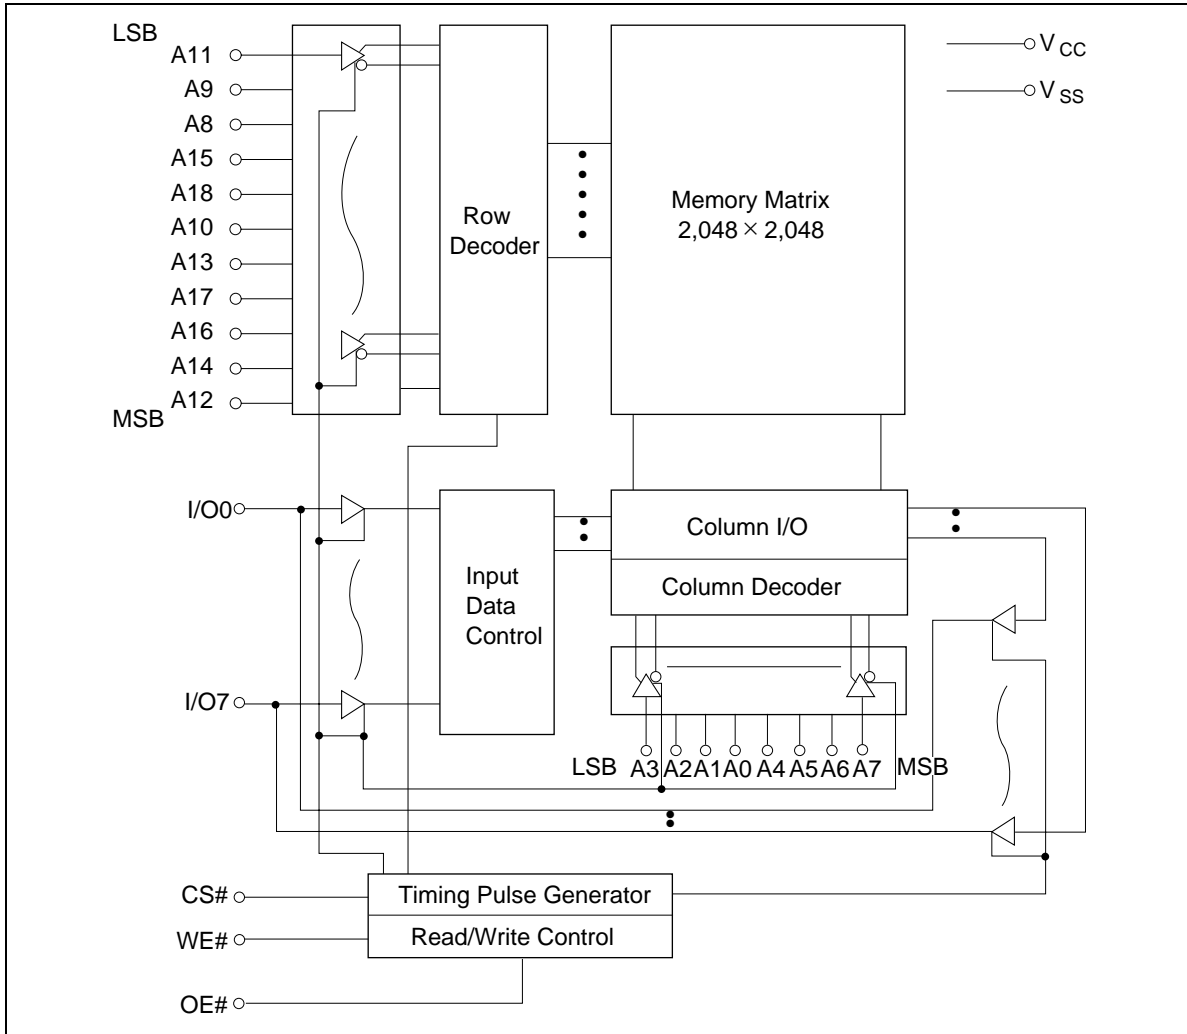 LSB
A11
A9
A8
A15
A18
A10
A13
A17
A16
A14
A12
MSB
Row
Decoder
Memory Matrix
2,048 × 2,048
V CC
V SS
I/O0
I/O7
Input
Data
Control
Column I/O
Column Decoder
LSB A3 A2 A1 A0 A4 A5 A6 A7 MSB
CS#
WE#
OE#
Timing Pulse Generator
Read/Write Control